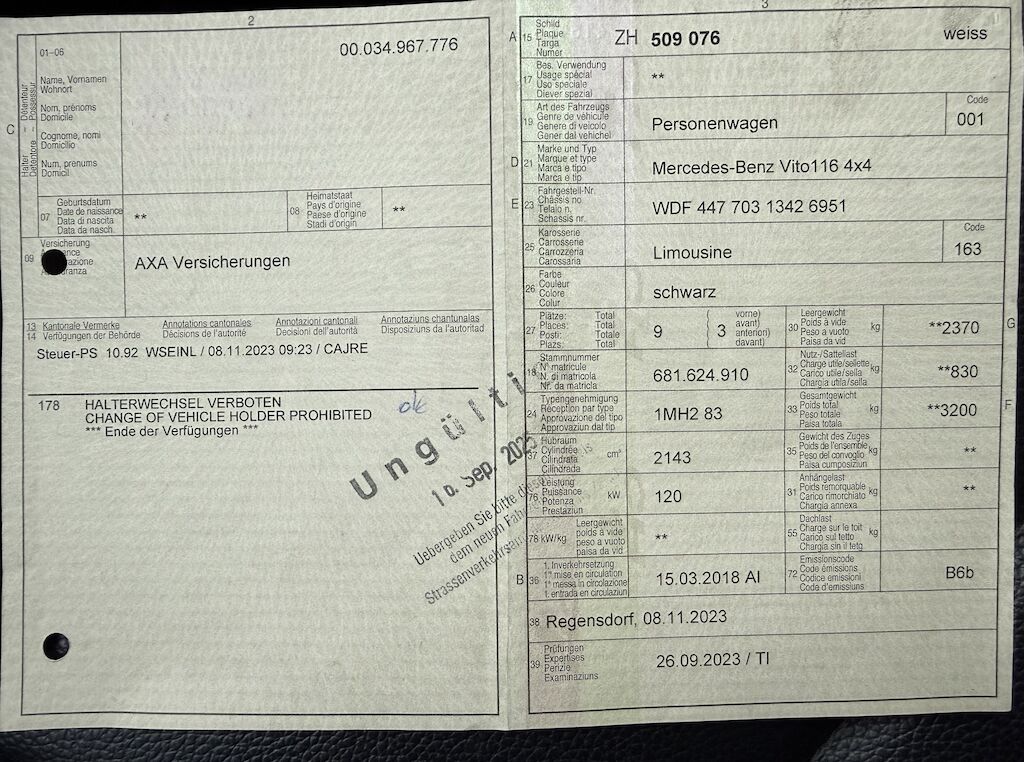 2
01-06
00.034.967.776
C
Halter
Détenteur
Detentore
Possessur
Name, Vornamen
Wohnort
Nom, prénoms
Domicile
Cognome, nomi
Domicilio
Num, prenums
Domicil
07
Geburtsdatum
Date de naissance
Data di nascita
Data da nasch.
**
08
Heimatstaat
Pays d'origine
Paese d'origine
Stadi d'origin
**
09
Versicherung
AXA Versicherungen
13 Kantonale Vermerke Annotations cantonales Annotazioni cantonali Annotaziuns chantunalas
14 Verfügungen der Behörde Décisions de l'autorité Decisioni dell'autorità Disposiziuns da l'autoritad
Steuer-PS 10.92 WSEINL / 08.11.2023 09:23 / CAJRE
178 HALTERWECHSEL VERBOTEN
CHANGE OF VEHICLE HOLDER PROHIBITED
*** Ende der Verfügungen ***
ok
Ungülti
10. Sep. 2025
Uebergeben Sie bitte diese
dem neuen
Strassenverkehrs
3
A 15
Schild
Plaque
Targa
Numer
ZH 509 076
weiss
17
Bes. Verwendung
Usage spécial
Uso speciale
Diever spezial
**
19
Art des Fahrzeugs
Genre de véhicule
Genere di veicolo
Gener dal vehichel
Personenwagen
Code
001
D 21
Marke und Typ
Marque et type
Marca e tipo
Marca e tip
Mercedes-Benz Vito116 4x4
E 23
Fahrgestell-Nr.
Châssis no
Telaio n.
Schassis nr.
WDF 447 703 1342 6951
25
Karosserie
Carrosserie
Carrozzeria
Carossaria
Limousine
Code
163
26
Farbe
Couleur
Colore
Colur
schwarz
27
Plätze: Total
Places: Total
Posti: Totale
Plazs: Total
9 ( 3
vorne)
avant)
anteriori)
davant)
30
Leergewicht
Poids à vide
Peso a vuoto
Paisa da vid
kg
**2370
G
18
Stammnummer
N° matricule
N. di matricola
Nr. da matricla
681.624.910
32
Nutz-/Sattellast
Charge utile/sellette
Carico utile/sella
Chargia utila/sella
kg
**830
24
Typengenehmigung
Réception par type
Approvazione del tipo
Approvaziun dal tip
1MH2 83
33
Gesamtgewicht
Poids total
Peso totale
Paisa totala
kg
**3200
F
37
Hubraum
Cylindrée
Cilindrata
Cilindrada
cm³
2143
35
Gewicht des Zuges
Poids de l'ensemble
Peso del convoglio
Paisa cumposiziun
kg
**
76
Leistung
Puissance
Potenza
Prestaziun
kW
120
31
Anhängelast
Poids remorquable
Carico rimorchiato
Chargia annexa
kg
**
78 kW/kg
Leergewicht
poids à vide
peso a vuoto
paisa da vid
**
55
Dachlast
Charge sur le toit
Carico sul tetto
Chargia sin il tetg
kg
B 36
1. Inverkehrsetzung
1re mise en circulation
1a messa in circolazione
1. entrada en circulaziun
15.03.2018 AI
72
Emissionscode
Code émissions
Codice emissioni
Code d'emissiuns
B6b
38 Regensdorf, 08.11.2023
39
Prüfungen
Expertises
Perizie
Examinaziuns
26.09.2023 / TI